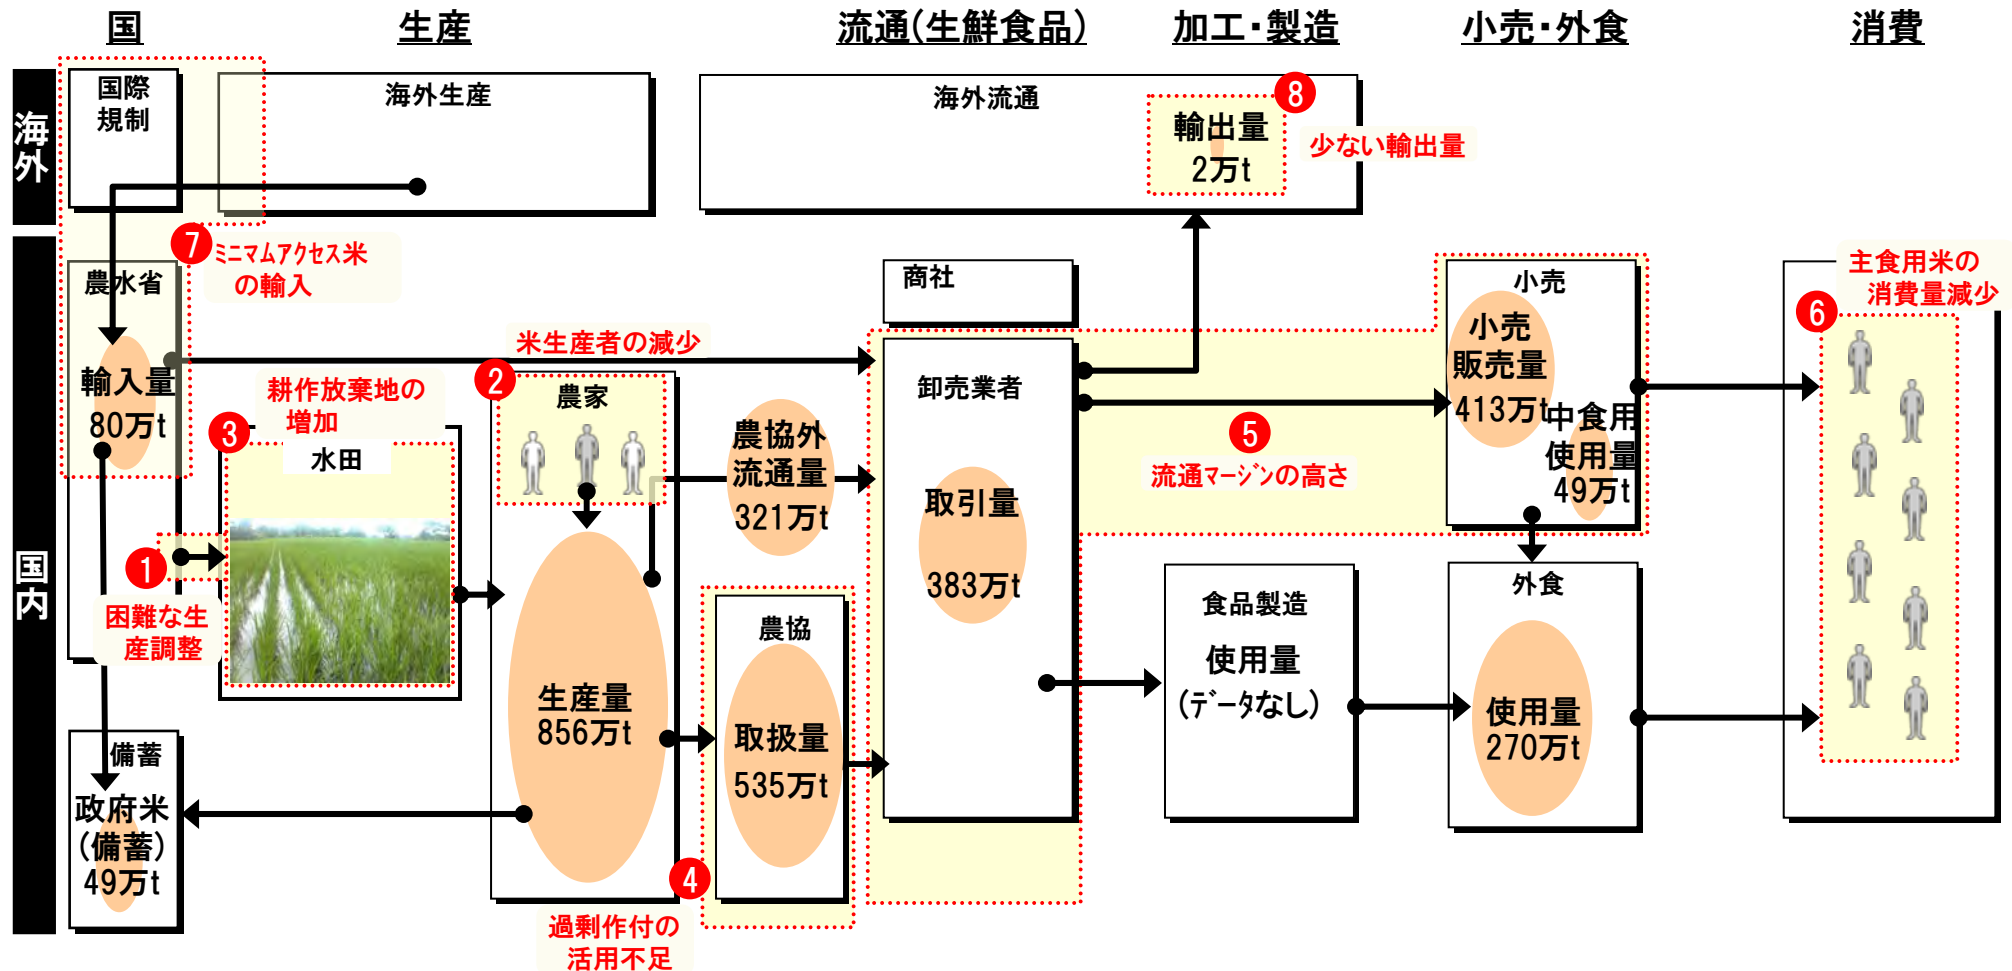 国
生産
流通(生鮮食品)
加工・製造
小売・外食
消費
海外
国内
国際
規制
海外生産
海外流通
輸出量
2万t
8
少ない輸出量
7
ミニマムアクセス米
の輸入
農水省
輸入量
80万t
米生産者の減少
2
農家
耕作放棄地の
増加
3
水田
1
困難な生
産調整
農協外
流通量
321万t
生産量
856万t
農協
取扱量
535万t
4
過剰作付の
活用不足
備蓄
政府米
(備蓄)
49万t
商社
卸売業者
取引量
383万t
5
流通マージンの高さ
食品製造
使用量
(データなし)
小売
小売
販売量
413万t
中食用
使用量
49万t
外食
使用量
270万t
主食用米の
消費量減少
6